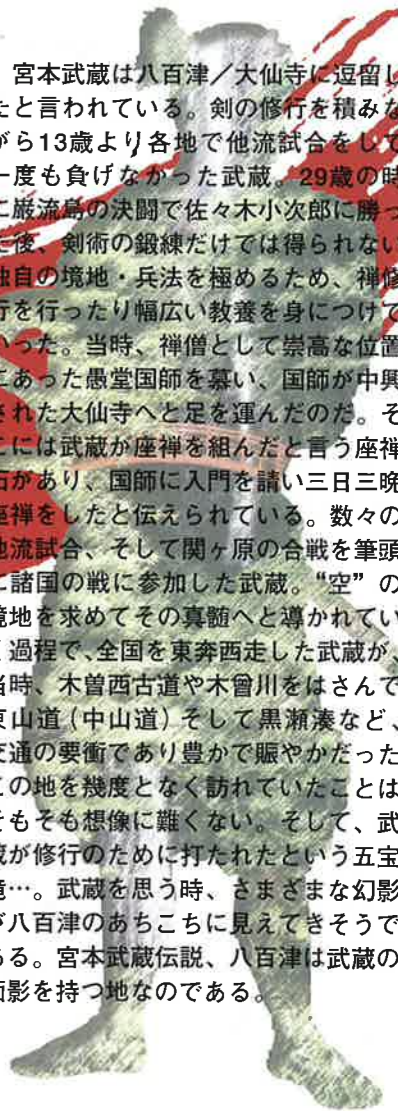 宮本武蔵は八百津／大仙寺に逗留し
たと言われている。剣の修行を積みな
がら13歳より各地で他流試合をして
一度も負けなかった武蔵。29歳の時
に巌流島の決闘で佐々木小次郎に勝っ
た後、剣術の鍛練だけでは得られない
独自の境地・兵法を極めるため、禅修
行を行ったり幅広い教養を身につけて
いった。当時、禅僧として崇高な位置
にあった愚堂国師を慕い、国師が中興
された大仙寺へと足を運んだのだ。そ
こには武蔵が座禅を組んだと言う座禅
石があり、国師に入門を請い三日三晩
座禅をしたと伝えられている。数々の
他流試合、そして関ヶ原の合戦を筆頭
に諸国の戦に参加した武蔵。“空”の
境地を求めてその真髄へと導かれてい
く過程で、全国を東奔西走した武蔵が、
当時、木曽西古道や木曾川をはさんで
東山道（中山道）そして黒瀬湊など、
交通の要衝であり豊かで賑やかだった
この地を幾度となく訪れていたことは
そもそも想像に難くない。そして、武
蔵が修行のために打たれたという五宝
滝…。武蔵を思う時、さまざまな幻影
が八百津のあちこちに見えてきそうで
ある。宮本武蔵伝説、八百津は武蔵の
面影を持つ地なのである。